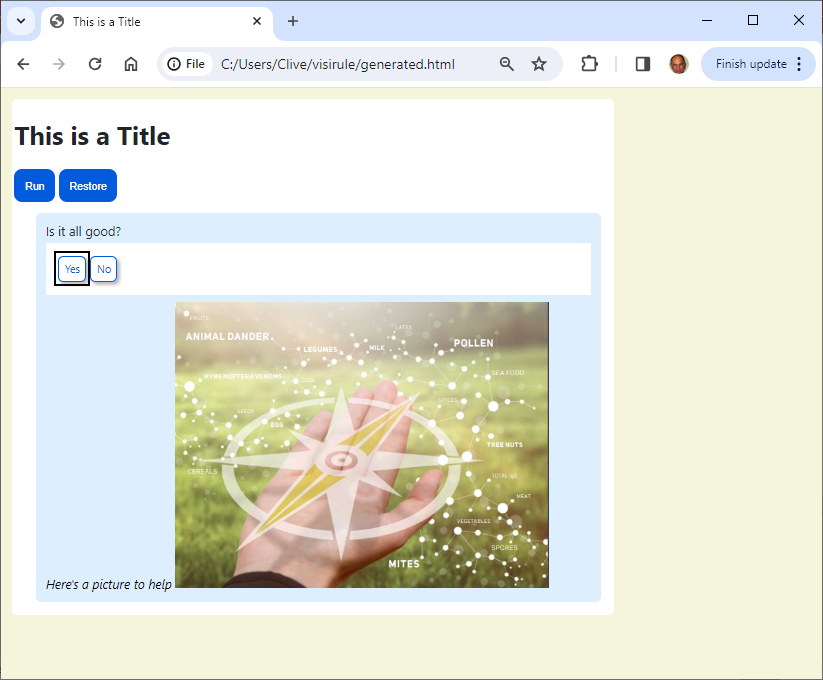 This is a Title
File
C:/Users/Clive/visirule/generated.html
Finish update
This is a Title
Run Restore
Is it all good?
Yes No
FRUITS
LATEX
ANIMAL DANDER
LEGUMES
MILK
POLLEN
SEA FOOD
HYMENOPTERA VENOMS
SPICES
SEEDS
EGG
TREE NUTS
CEREALS
TOTAL IgE
MEAT
VEGETABLES
SPORES
MITES
Here's a picture to help